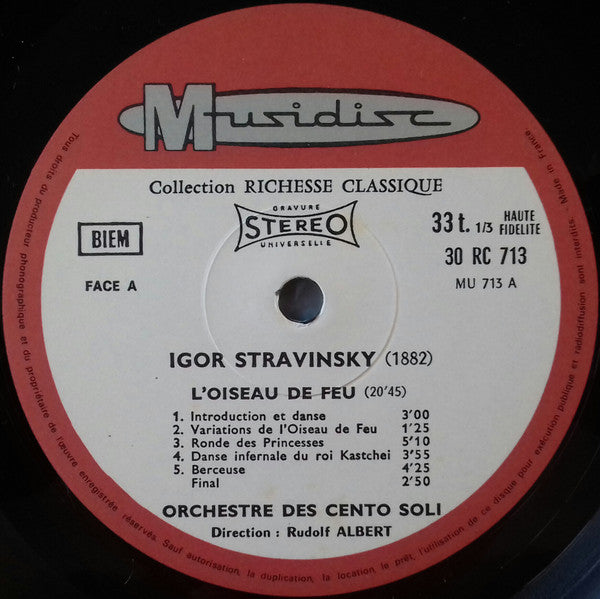 Musidisc
Collection RICHESSE CLASSIQUE
GRAVURE
STEREO
UNIVERSELLE
BIEM
33 t. 1/3 HAUTE FIDELITE
30 RC 713
FACE A
MU 713 A
IGOR STRAVINSKY (1882)
L'OISEAU DE FEU (20'45)
1. Introduction et danse 3'00
2. Variations de l'Oiseau de Feu 1'25
3. Ronde des Princesses 5'10
4. Danse infernale du roi Kastchei 3'55
5. Berceuse 4'25
Final 2'50
ORCHESTRE DES CENTO SOLI
Direction : Rudolf ALBERT
Tous droits du producteur phonographique et du propriétaire de l'œuvre enregistrée réservés. Sauf autorisation, la duplication, la location, le prêt, l'utilisation de ce disque pour exécution publique et radiodiffusion sont interdits. Made in France